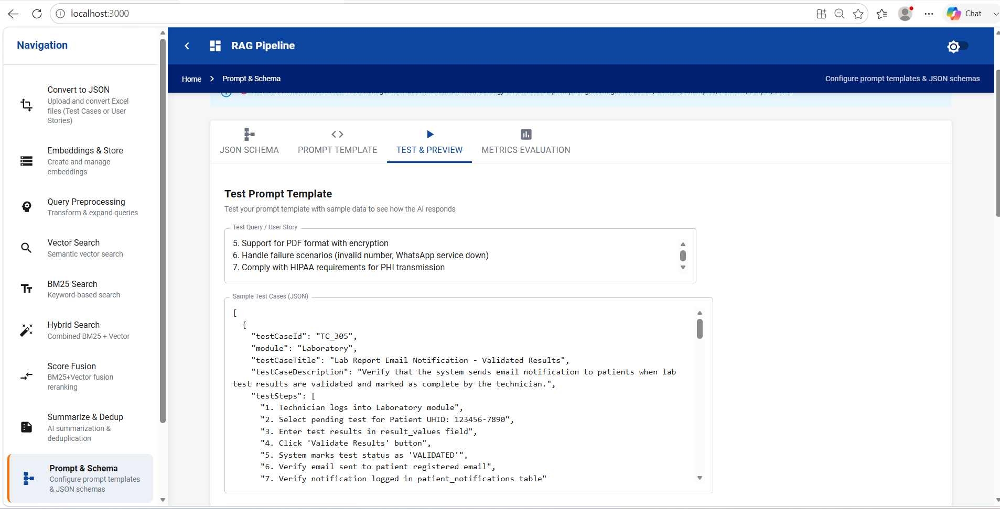 localhost:3000
Chat
Navigation
Convert to JSON
Upload and convert Excel
files (Test Cases or User
Stories)
Embeddings & Store
Create and manage
embeddings
Query Preprocessing
Transform & expand queries
Vector Search
Semantic vector search
BM25 Search
Keyword-based search
Hybrid Search
Combined BM25 + Vector
Score Fusion
BM25+Vector fusion
reranking
Summarize & Dedup
AI summarization &
deduplication
Prompt & Schema
Configure prompt templates
& JSON schemas
RAG Pipeline
Home
Prompt & Schema
Configure prompt templates & JSON schemas
JSON SCHEMA
PROMPT TEMPLATE
TEST & PREVIEW
METRICS EVALUATION
Test Prompt Template
Test your prompt template with sample data to see how the AI responds
Test Query / User Story
5. Support for PDF format with encryption
6. Handle failure scenarios (invalid number, WhatsApp service down)
7. Comply with HIPAA requirements for PHI transmission
Sample Test Cases (JSON)
[
{
"testCaseId": "TC_305",
"module": "Laboratory",
"testCaseTitle": "Lab Report Email Notification - Validated Results",
"testCaseDescription": "Verify that the system sends email notification to patients when lab
test results are validated and marked as complete by the technician.",
"testSteps": [
"1. Technician logs into Laboratory module",
"2. Select pending test for Patient UHID: 123456-7890",
"3. Enter test results in result_values field",
"4. Click 'Validate Results' button",
"5. System marks test status as 'VALIDATED'",
"6. Verify email sent to patient registered email",
"7. Verify notification logged in patient_notifications table"